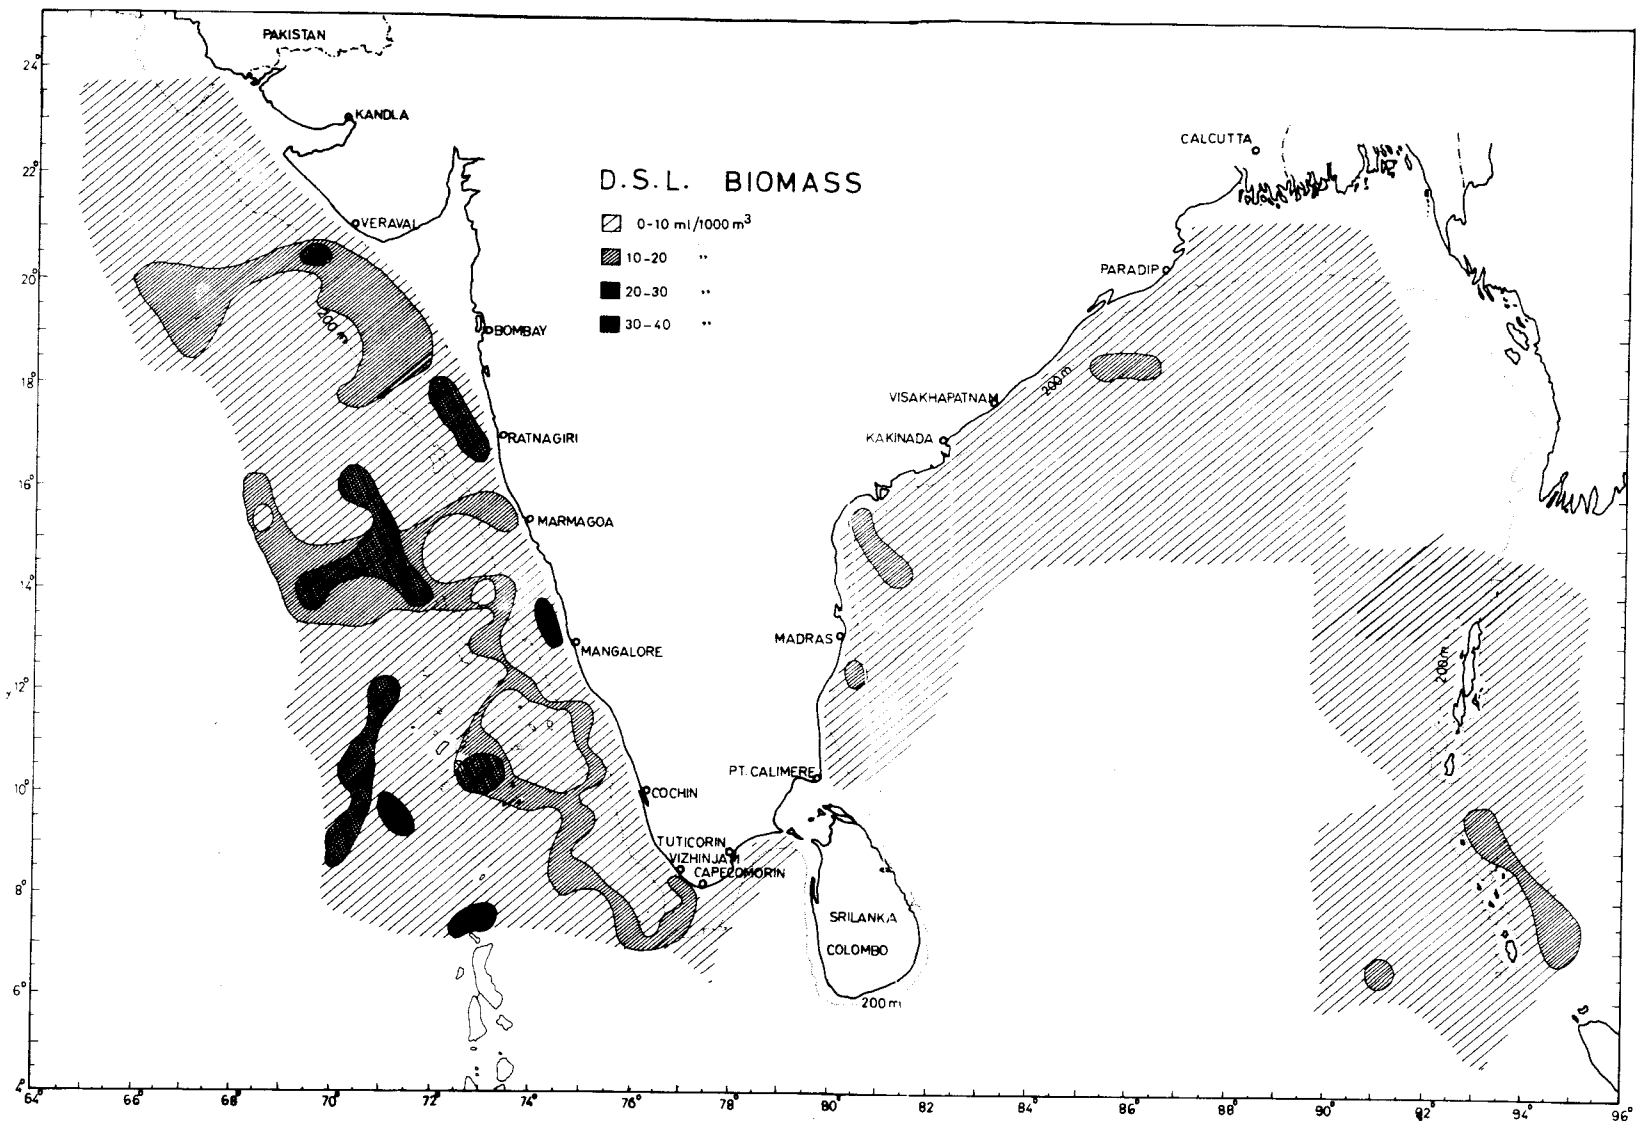 PAKISTAN
24°
KANDLA
CALCUTTA
22°
D.S.L. BIOMASS
0-10 ml/1000 m³
VERAVAL
10-20 "
PARADIP
20°
20-30 "
200 m
30-40 "
BOMBAY
18°
200 m
VISAKHAPATNAM
RATNAGIRI
KAKINADA
16°
MARMAGOA
14°
MADRAS
MANGALORE
200 m
12°
PT. CALIMERE
10°
COCHIN
TUTICORIN
VIZHINJAM
CAPECOMORIN
8°
SRILANKA
COLOMBO
6°
200 m
4°
64° 66° 68° 70° 72° 74° 76° 78° 80° 82° 84° 86° 88° 90° 92° 94° 96°